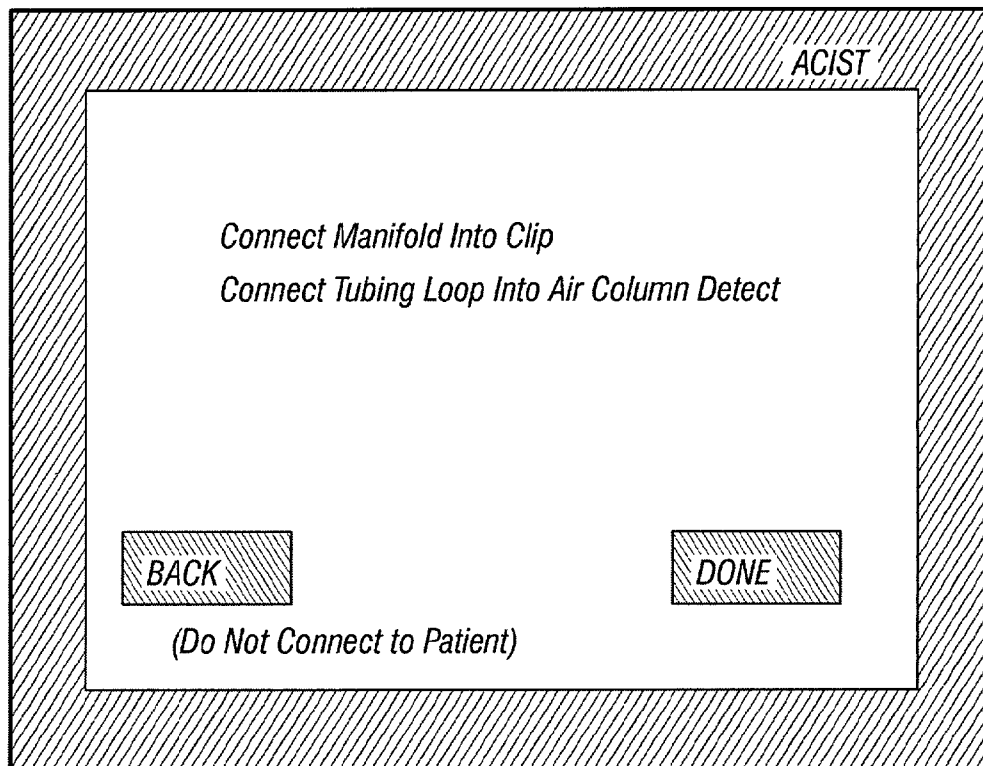 ACIST
Connect Manifold Into Clip
Connect Tubing Loop Into Air Column Detect
BACK
DONE
(Do Not Connect to Patient)